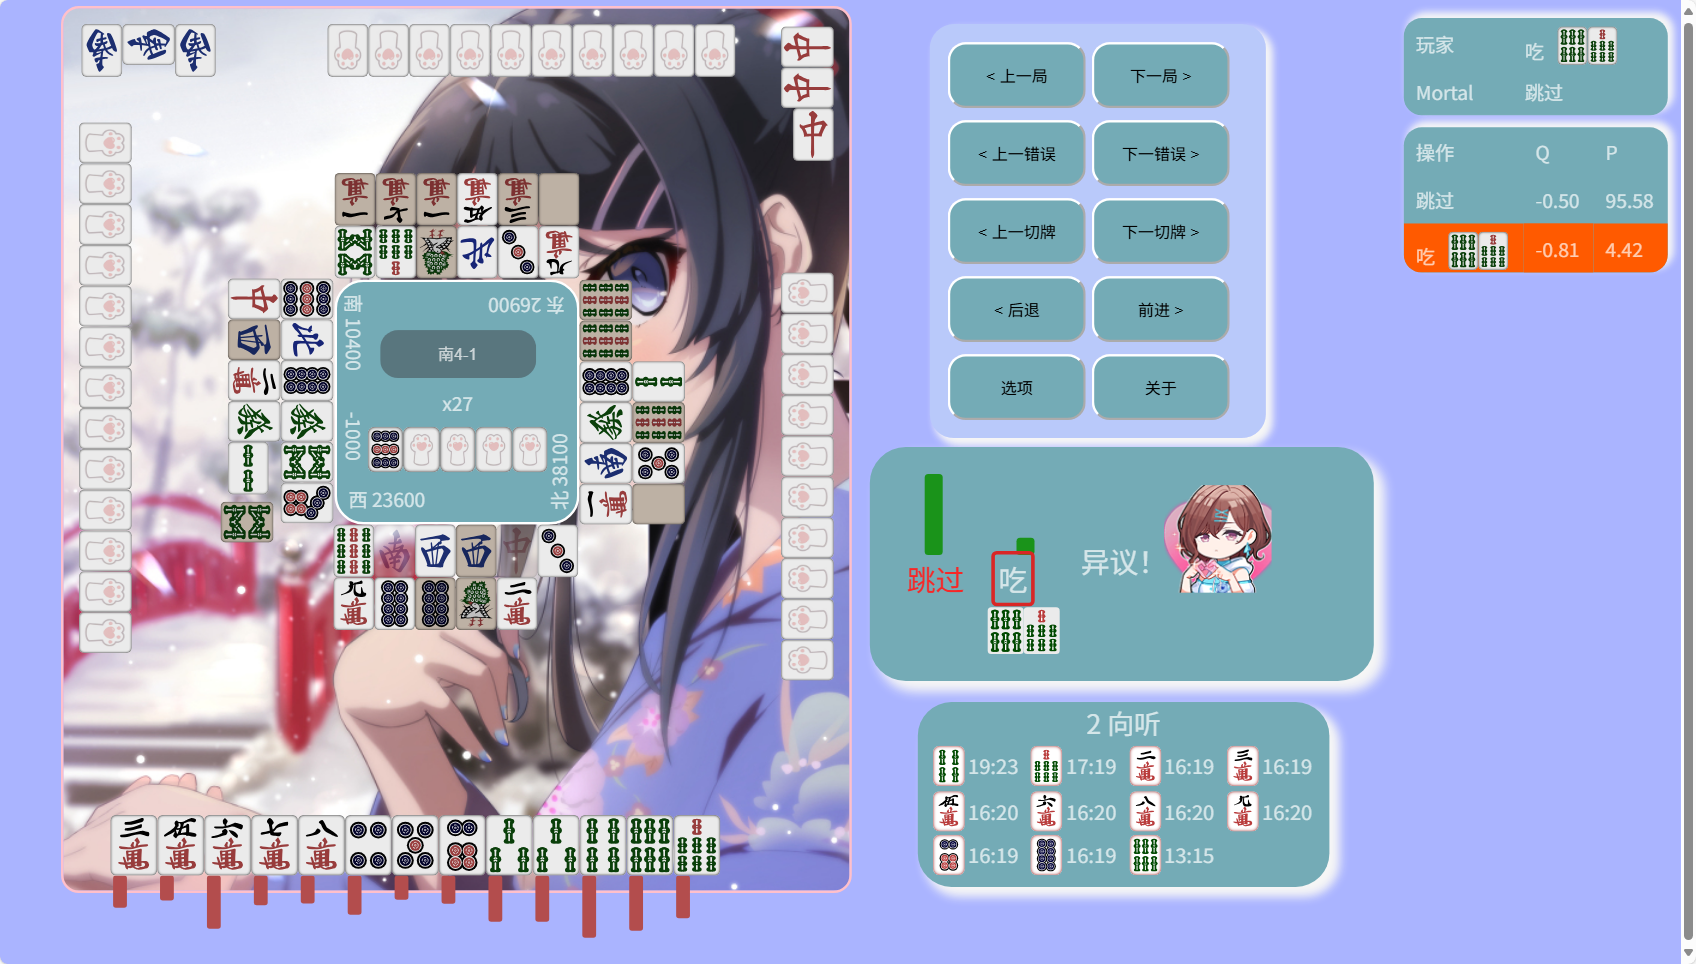 < 上一局
下一局 >
< 上一错误
下一错误 >
< 上一切牌
下一切牌 >
< 后退
前进 >
选项
关于
玩家
吃
Mortal
跳过
操作
Q
P
跳过
-0.50
95.58
吃
-0.81
4.42
东 26900
南 10400
-1000
南4-1
x27
西 23600
北 38100
跳过
吃
异议!
2 向听
19:23
17:19
16:19
16:19
16:20
16:20
16:20
16:20
16:19
16:19
13:15